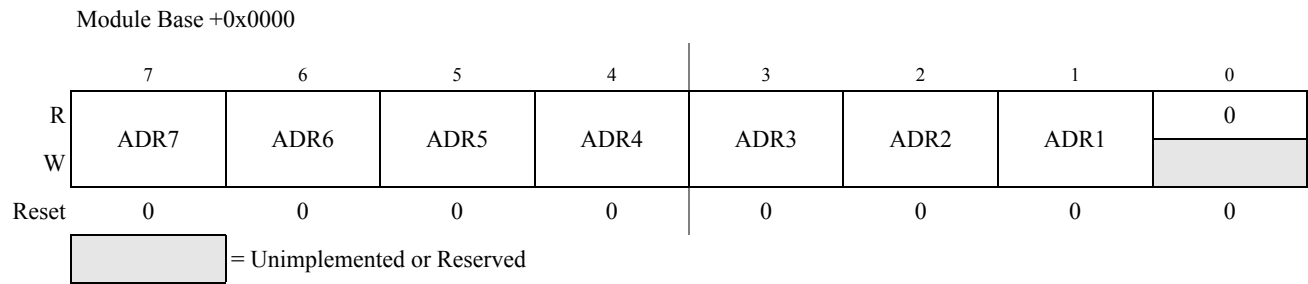 Module Base +0x0000
7 6 5 4 3 2 1 0
R 0
ADR7 ADR6 ADR5 ADR4 ADR3 ADR2 ADR1
W
Reset 0 0 0 0 0 0 0 0
= Unimplemented or Reserved